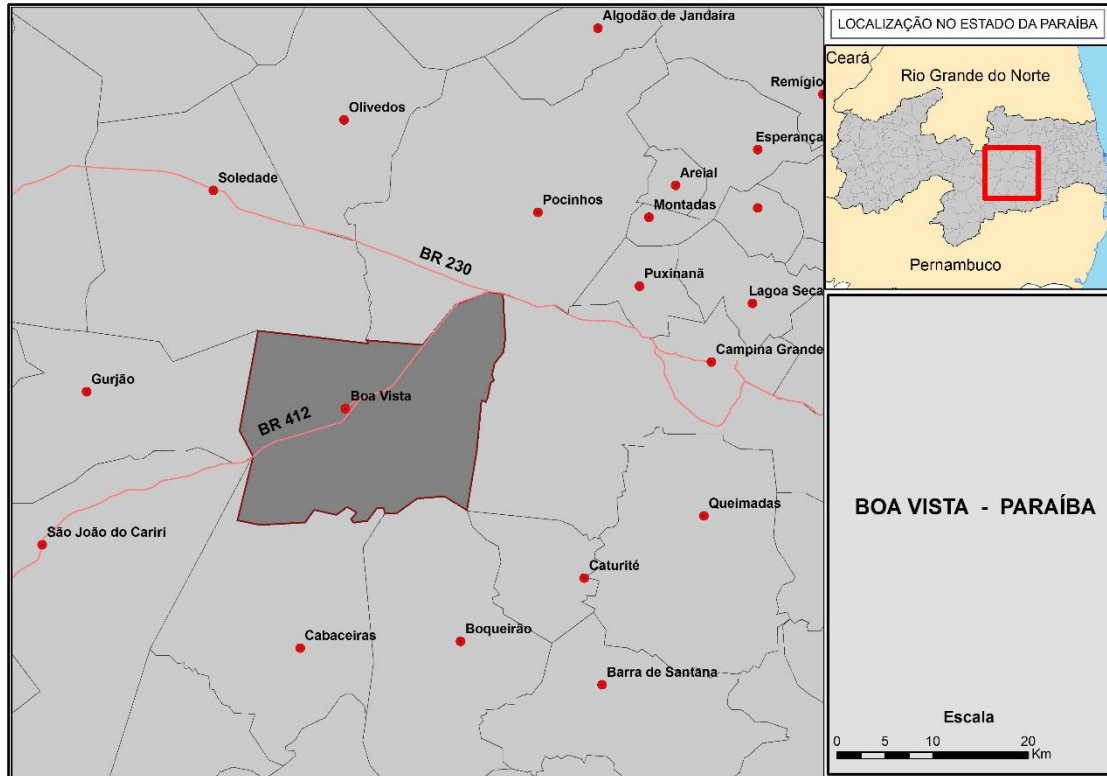 Algodão de Jandaíra
Remígio
Olivedos
Esperança
Areial
Soledade
Pocinhos
Montadas
BR 230
Puxinanã
Lagoa Seca
Campina Grande
Gurjão
Boa Vista
BR 412
Queimadas
São João do Cariri
Caturité
Cabaceiras
Boqueirão
Barra de Santana
LOCALIZAÇÃO NO ESTADO DA PARAÍBA
Ceará
Rio Grande do Norte
Pernambuco
BOA VISTA - PARAÍBA
Escala
0 5 10 20
Km